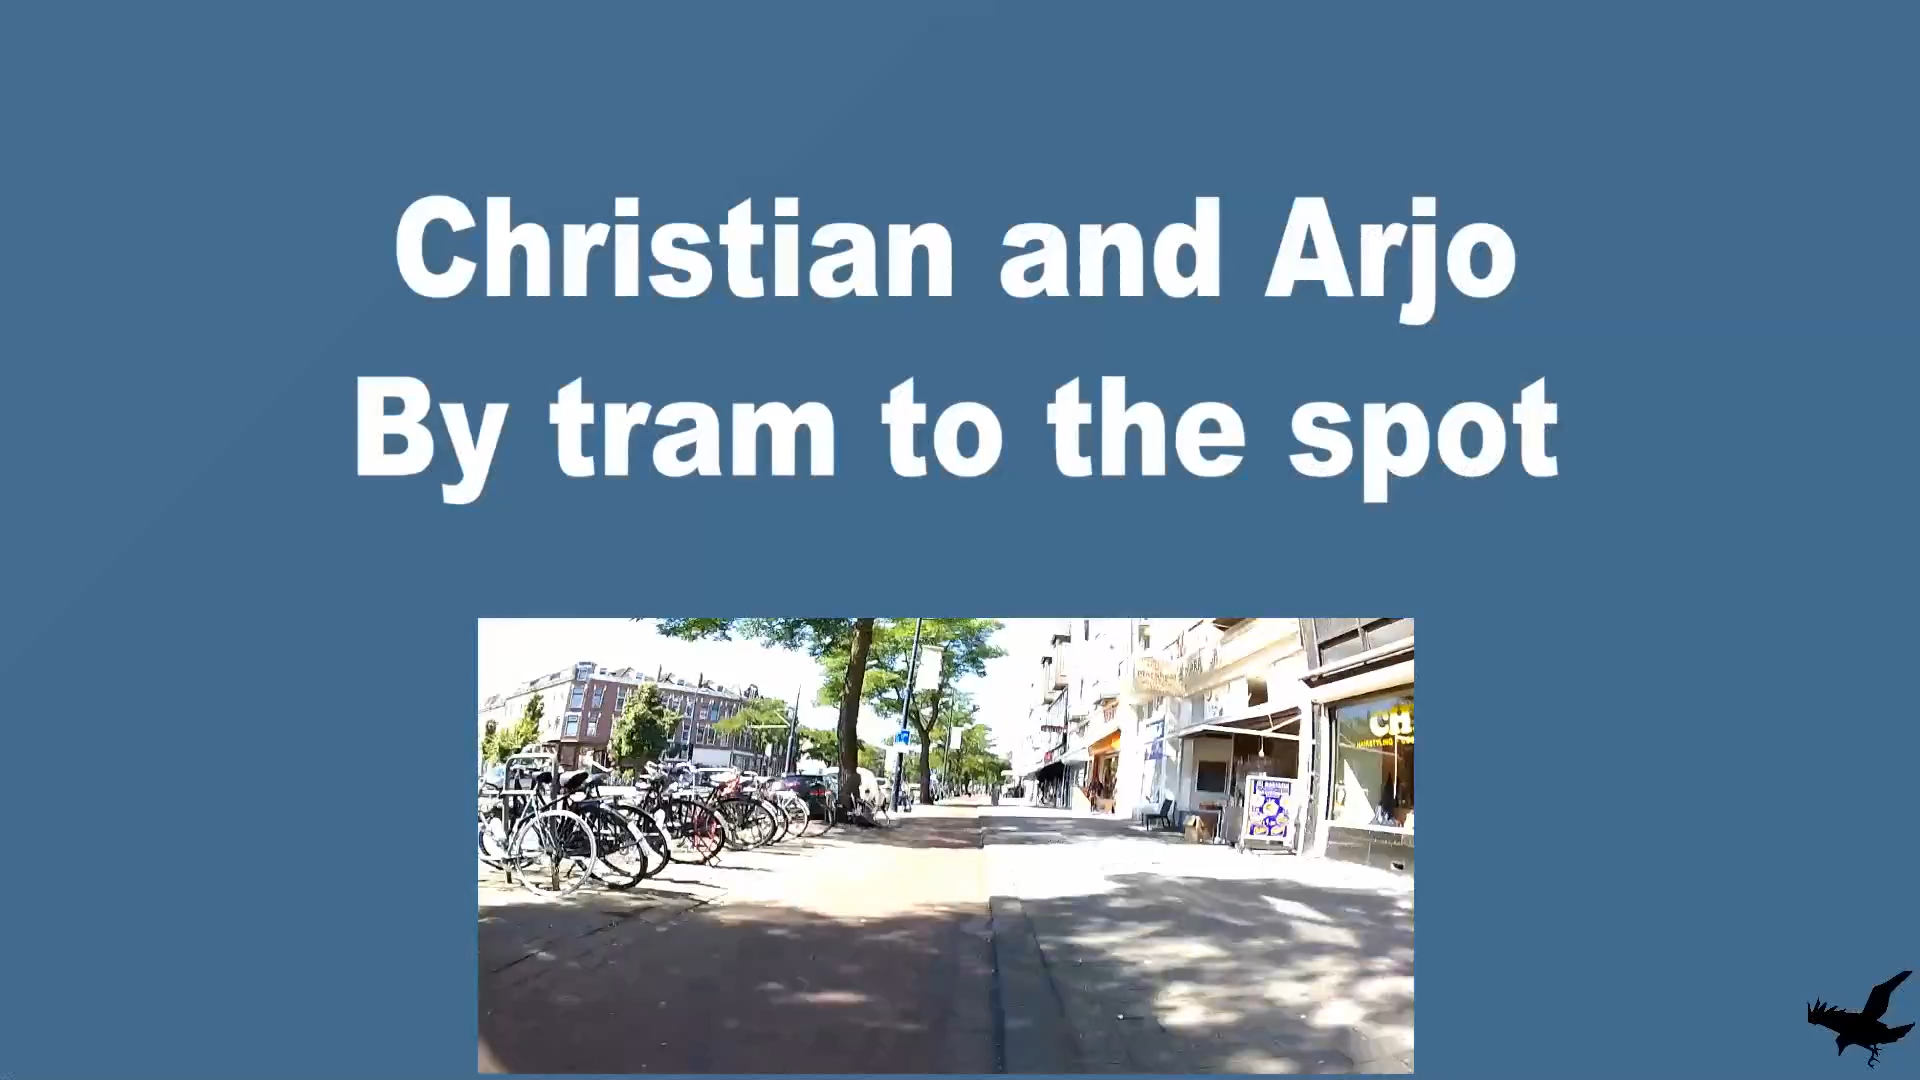 Christian and Arjo
By tram to the spot